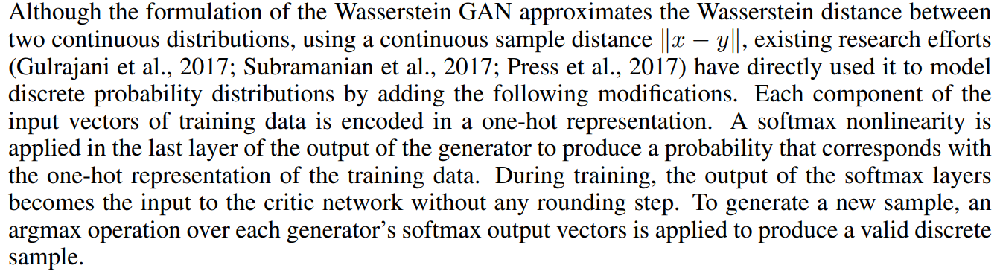 Although the formulation of the Wasserstein GAN approximates the Wasserstein distance between
two continuous distributions, using a continuous sample distance ||x − y||, existing research efforts
(Gulrajani et al., 2017; Subramanian et al., 2017; Press et al., 2017) have directly used it to model
discrete probability distributions by adding the following modifications. Each component of the
input vectors of training data is encoded in a one-hot representation. A softmax nonlinearity is
applied in the last layer of the output of the generator to produce a probability that corresponds with
the one-hot representation of the training data. During training, the output of the softmax layers
becomes the input to the critic network without any rounding step. To generate a new sample, an
argmax operation over each generator's softmax output vectors is applied to produce a valid discrete
sample.